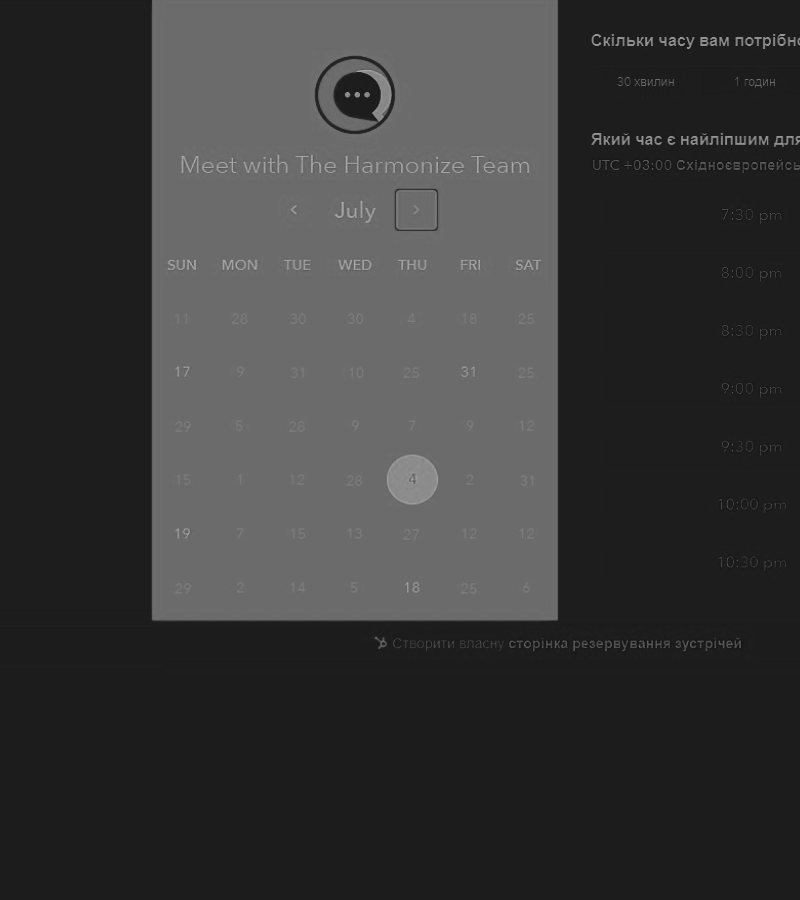 Meet with The Harmonize Team
July
SUN MON TUE WED THU FRI SAT
11 28 30 30 4 18 25
17 9 31 10 25 31 25
29 5 28 9 7 9 12
15 1 12 28 4 2 31
19 7 15 13 27 12 12
29 2 14 5 18 25 6
Скільки часу вам потрібно
30 хвилин 1 годин
Який час є найліпшим для
UTC +03:00 Східноєвропейсь
7:30 pm
8:00 pm
8:30 pm
9:00 pm
9:30 pm
10:00 pm
10:30 pm
Створити власну сторінка резервування зустрічей